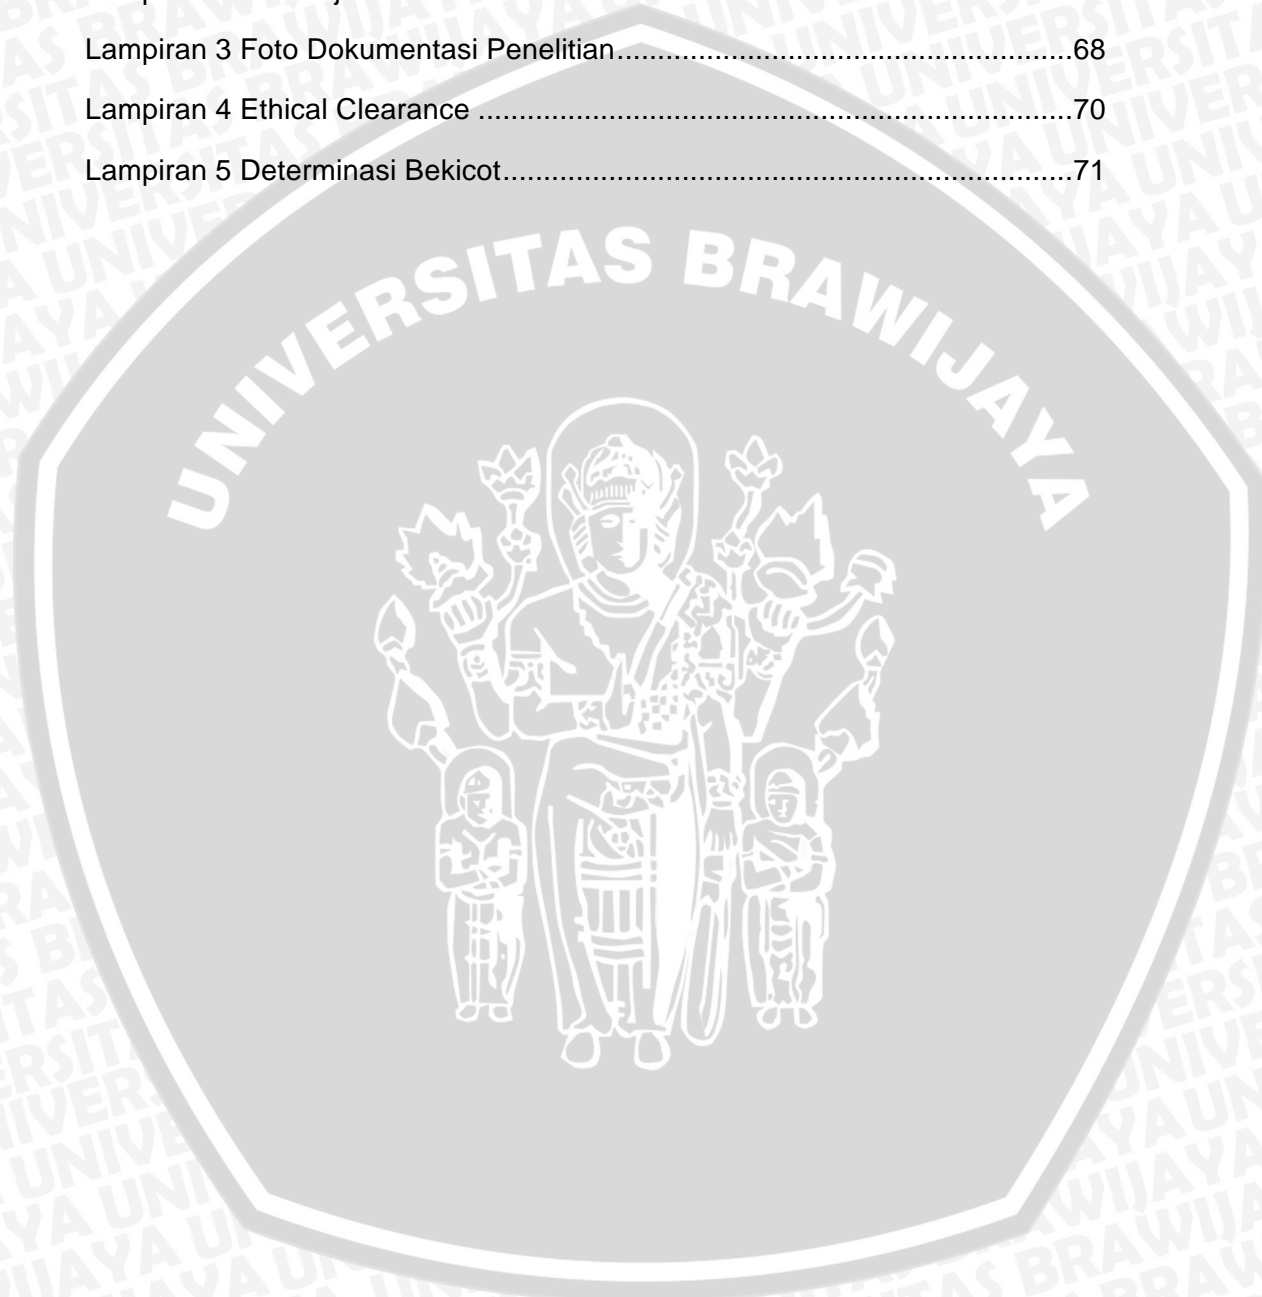 Lampiran 3 Foto Dokumentasi Penelitian.......................................................68
Lampiran 4 Ethical Clearance ........................................................................70
Lampiran 5 Determinasi Bekicot.....................................................................71
UNIVERSITAS BRAWIJAYA